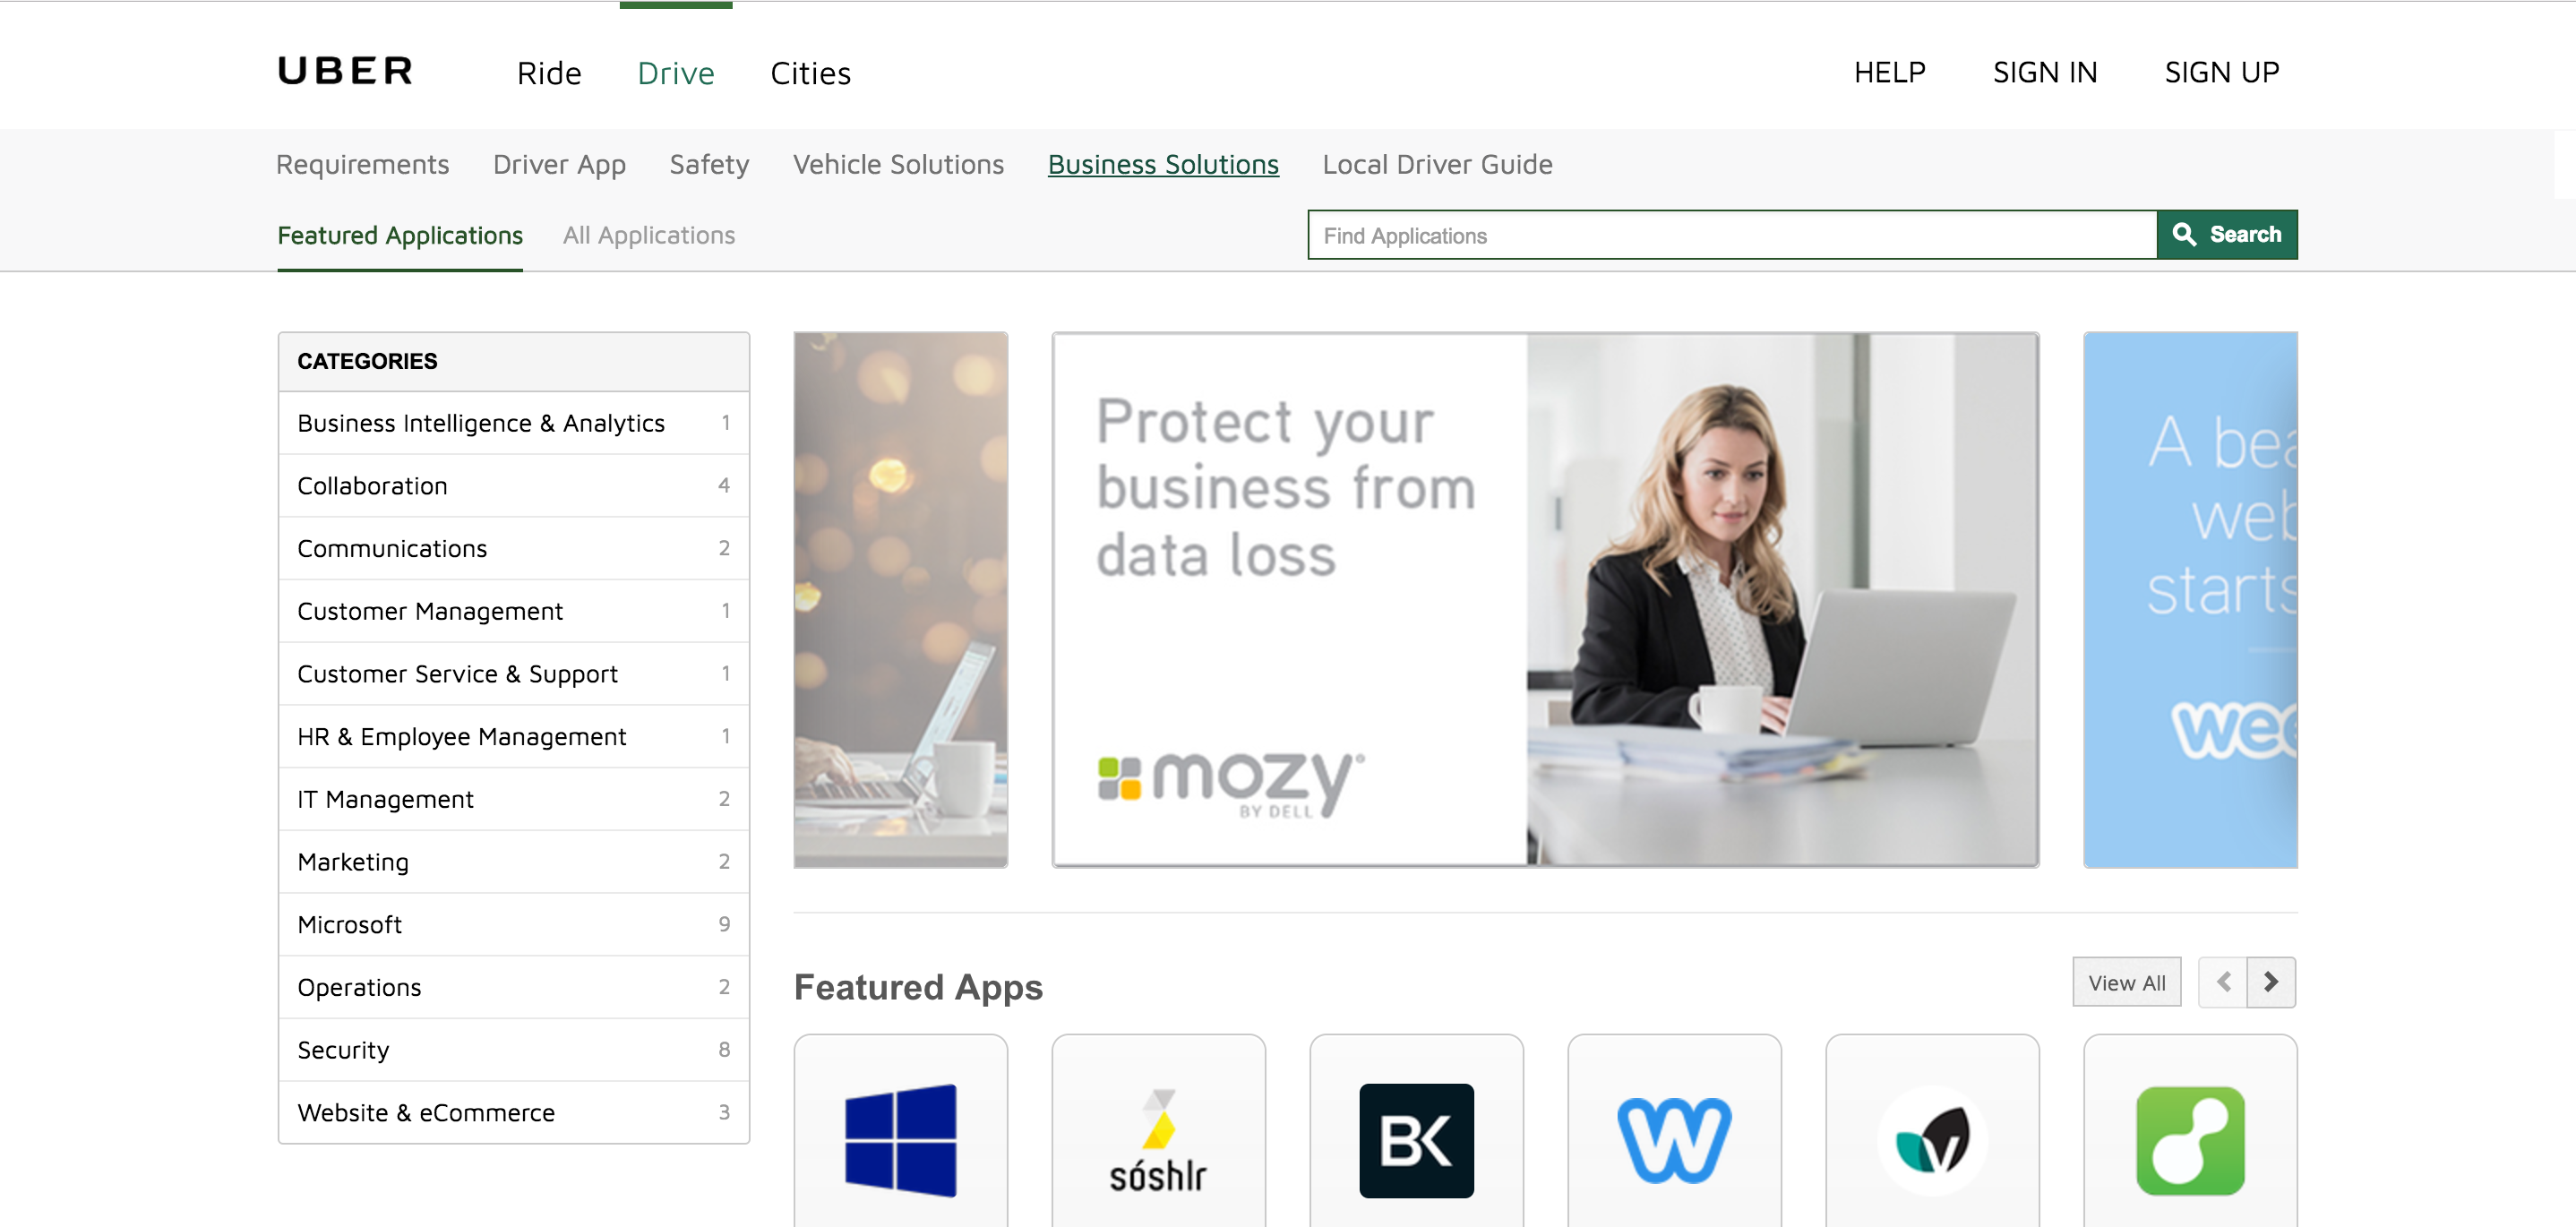 UBER
Ride
Drive
Cities
HELP
SIGN IN
SIGN UP
Requirements
Driver App
Safety
Vehicle Solutions
Business Solutions
Local Driver Guide
Featured Applications
All Applications
Find Applications
Search
CATEGORIES
Business Intelligence & Analytics 1
Collaboration 4
Communications 2
Customer Management 1
Customer Service & Support 1
HR & Employee Management 1
IT Management 2
Marketing 2
Microsoft 9
Operations 2
Security 8
Website & eCommerce 3
Protect your
business from
data loss
mozy®
BY DELL
A
starts
Featured Apps
View All
sóshlr
BK
W
V